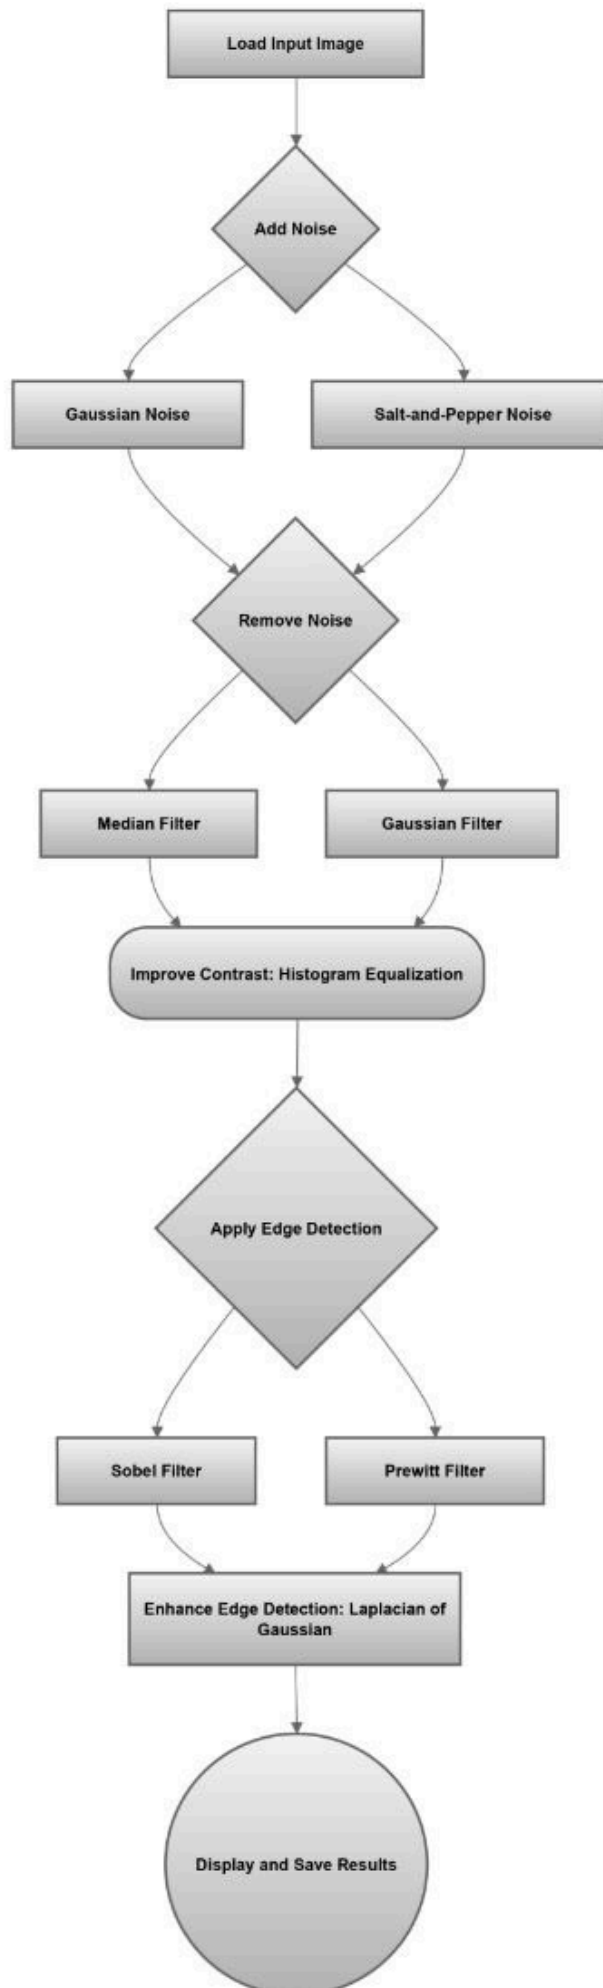 Load Input Image
Add Noise
Gaussian Noise
Salt-and-Pepper Noise
Remove Noise
Median Filter
Gaussian Filter
Improve Contrast: Histogram Equalization
Apply Edge Detection
Sobel Filter
Prewitt Filter
Enhance Edge Detection: Laplacian of
Gaussian
Display and Save Results